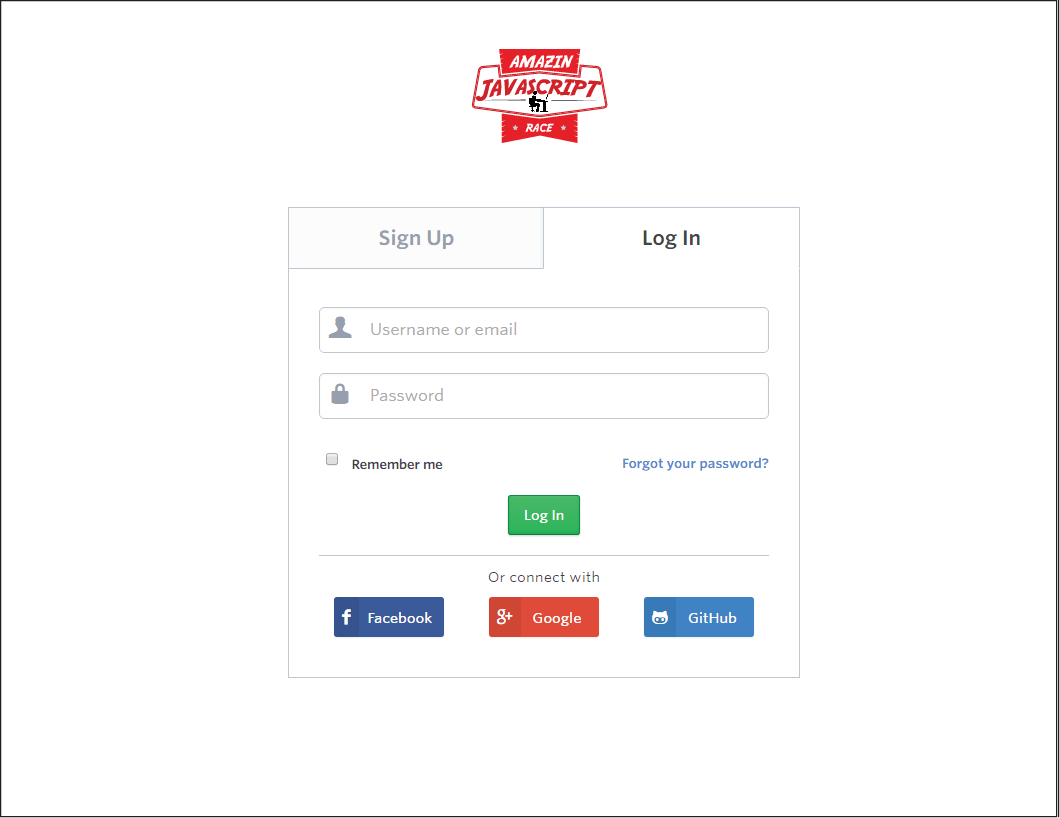 AMAZIN
JAVASCRIPT
RACE
Sign Up
Log In
Username or email
Password
Remember me
Forgot your password?
Log In
Or connect with
Facebook
Google
GitHub